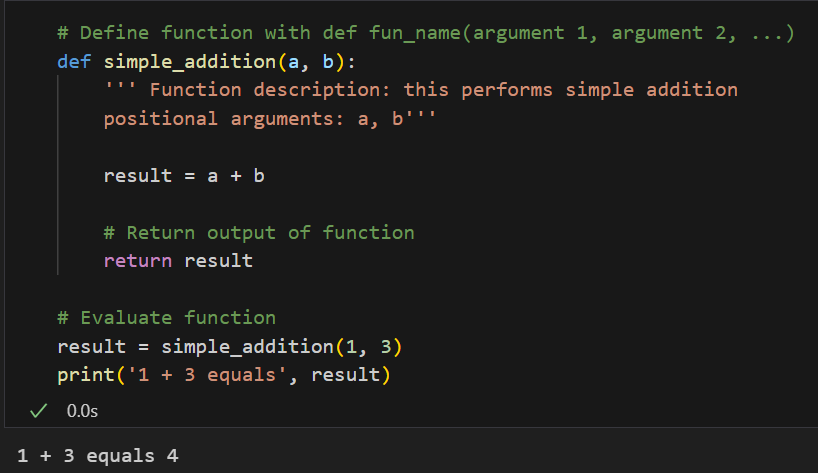 # Define function with def fun_name(argument 1, argument 2, ...)
def simple_addition(a, b):
''' Function description: this performs simple addition
positional arguments: a, b'''
result = a + b
# Return output of function
return result
# Evaluate function
result = simple_addition(1, 3)
print('1 + 3 equals', result)
0.0s
1 + 3 equals 4